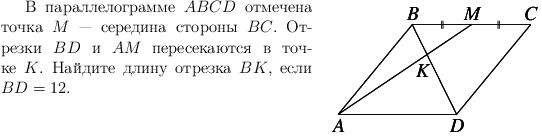 В параллелограмме ABCD отмечена
точка M — середина стороны BC. От-
резки BD и AM пересекаются в точ-
ке K. Найдите длину отрезка BK, если
BD = 12.
B M C
K
A D